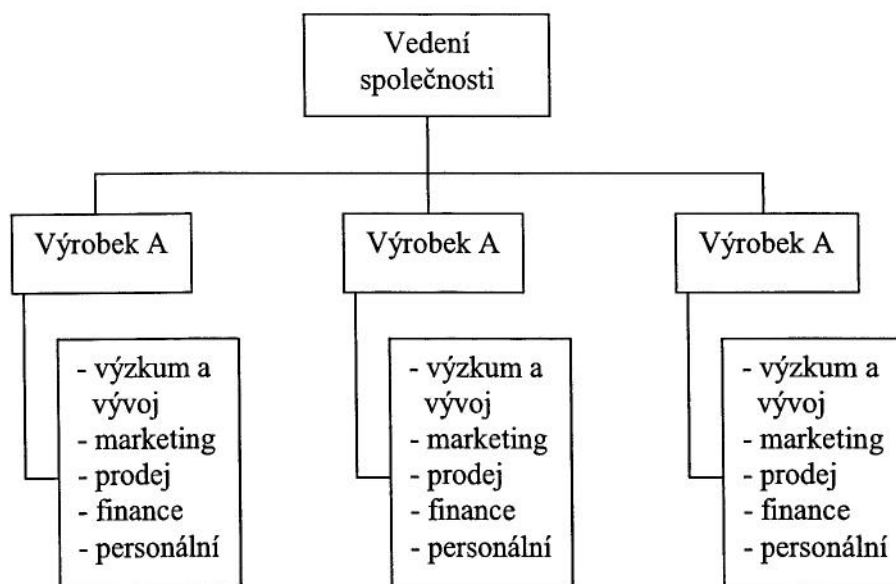 Vedení
společnosti
Výrobek A
Výrobek A
Výrobek A
- výzkum a
vývoj
- marketing
- prodej
- finance
- personální
- výzkum a
vývoj
- marketing
- prodej
- finance
- personální
- výzkum a
vývoj
- marketing
- prodej
- finance
- personální